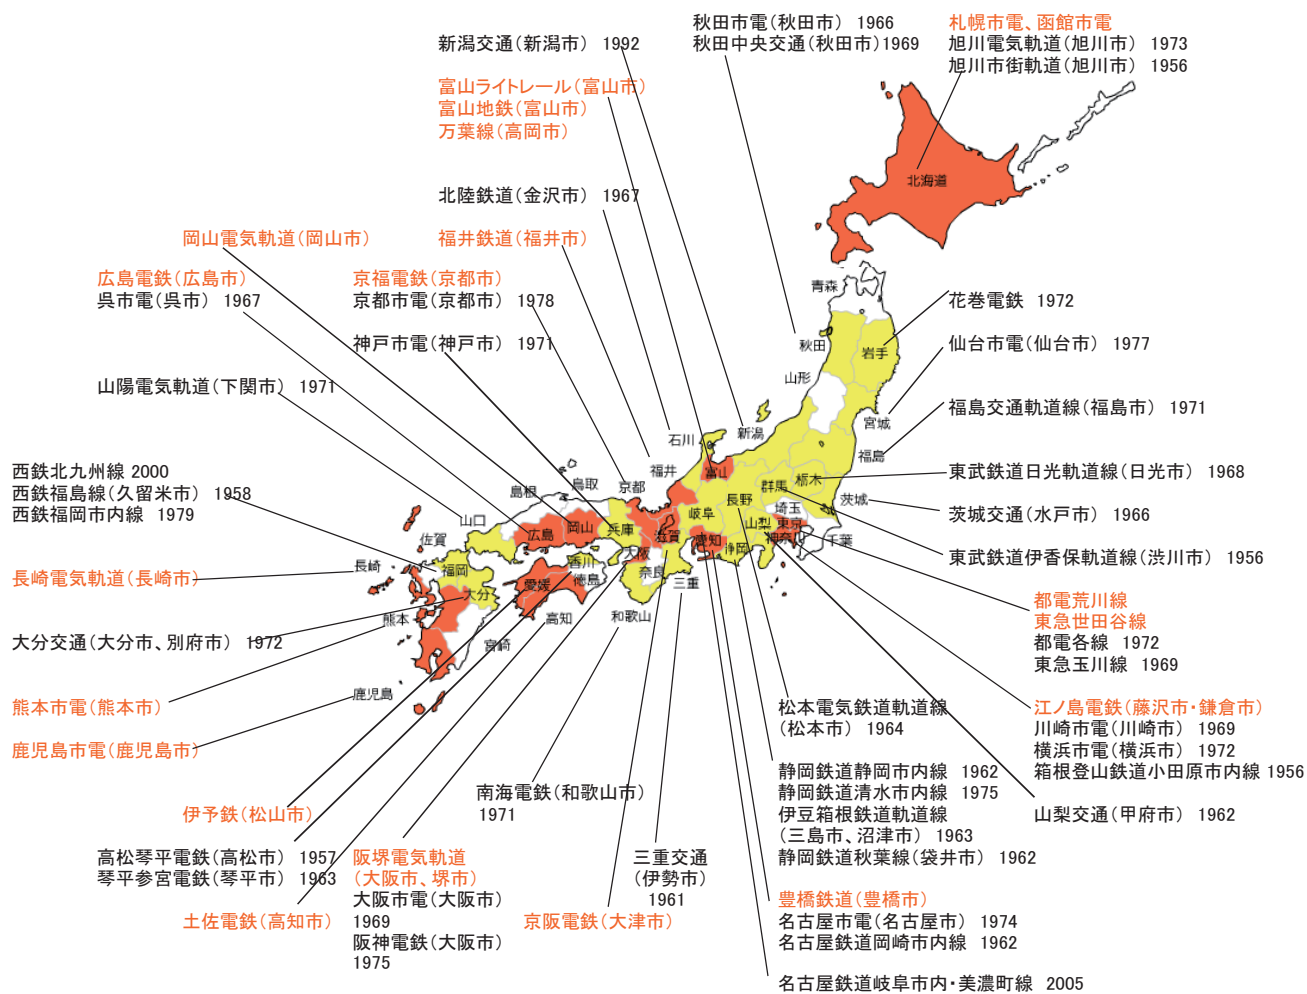 秋田市電(秋田市) 1966
秋田中央交通(秋田市)1969
札幌市電、函館市電
旭川電気軌道(旭川市) 1973
旭川市街軌道(旭川市) 1956
新潟交通(新潟市) 1992
富山ライトレール(富山市)
富山地鉄(富山市)
万葉線(高岡市)
北陸鉄道(金沢市) 1967
岡山電気軌道(岡山市)
福井鉄道(福井市)
広島電鉄(広島市)
呉市電(呉市) 1967
京福電鉄(京都市)
京都市電(京都市) 1978
神戸市電(神戸市) 1971
山陽電気軌道(下関市) 1971
花巻電鉄 1972
仙台市電(仙台市) 1977
福島交通軌道線(福島市) 1971
東武鉄道日光軌道線(日光市) 1968
茨城交通(水戸市) 1966
東武鉄道伊香保軌道線(渋川市) 1956
西鉄北九州線 2000
西鉄福島線(久留米市) 1958
西鉄福岡市内線 1979
長崎電気軌道(長崎市)
大分交通(大分市、別府市) 1972
熊本市電(熊本市)
鹿児島市電(鹿児島市)
都電荒川線
東急世田谷線
都電各線 1972
東急玉川線 1969
江ノ島電鉄(藤沢市・鎌倉市)
川崎市電(川崎市) 1969
横浜市電(横浜市) 1972
箱根登山鉄道小田原市内線 1956
山梨交通(甲府市) 1962
松本電気鉄道軌道線
(松本市) 1964
静岡鉄道静岡市内線 1962
静岡鉄道清水市内線 1975
伊豆箱根鉄道軌道線
(三島市、沼津市) 1963
静岡鉄道秋葉線(袋井市) 1962
豊橋鉄道(豊橋市)
名古屋市電(名古屋市) 1974
名古屋鉄道岡崎市内線 1962
名古屋鉄道岐阜市内・美濃町線 2005
南海電鉄(和歌山市)
1971
三重交通
(伊勢市)
1961
京阪電鉄(大津市)
伊予鉄(松山市)
高松琴平電鉄(高松市) 1957
琴平参宮電鉄(琴平市) 1963
土佐電鉄(高知市)
阪堺電気軌道
(大阪市、堺市)
大阪市電(大阪市)
1969
阪神電鉄(大阪市)
1975
北海道
青森
秋田
岩手
山形
宮城
新潟
福島
石川
福井
富山
栃木
群馬
長野
茨城
埼玉
岐阜
山梨
東京
神奈
千葉
静岡
愛知
滋賀
京都
鳥取
島根
兵庫
岡山
広島
山口
大阪
奈良
三重
和歌山
香川
徳島
愛媛
高知
佐賀
福岡
長崎
大分
熊本
宮崎
鹿児島